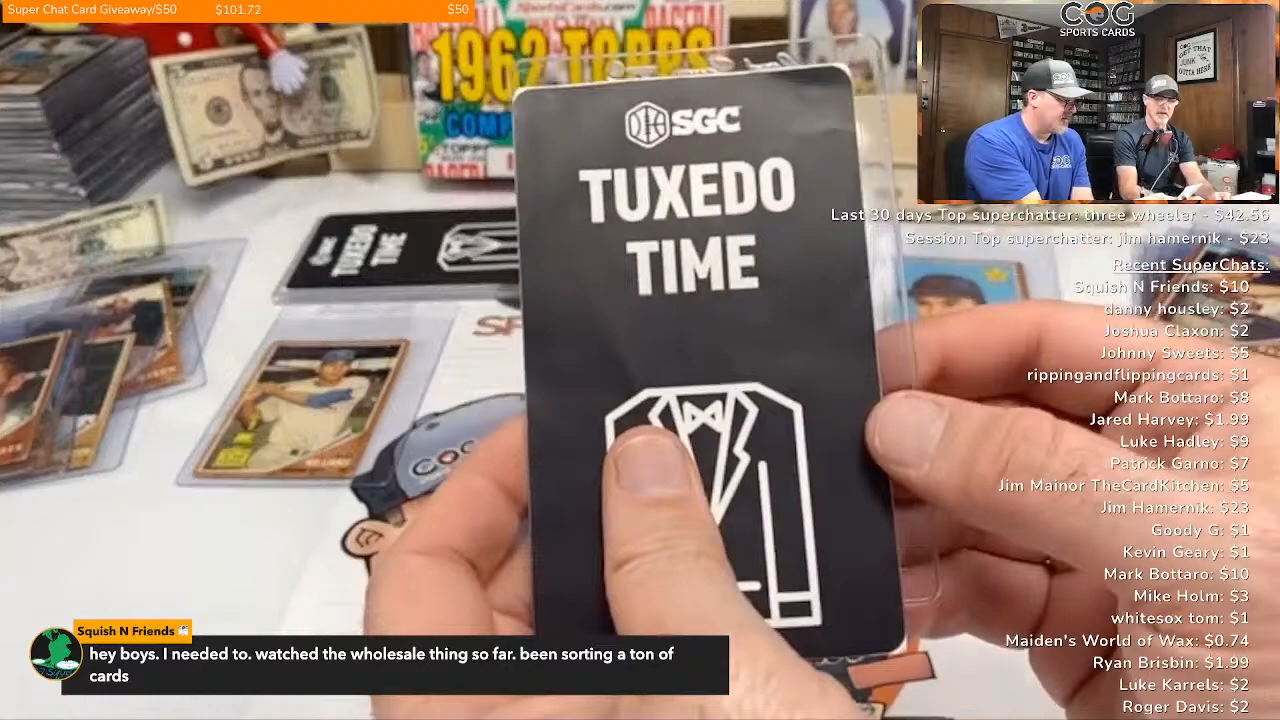 Super Chat Card Giveaway/$50 $101.72 $50
COG
SPORTS CARDS
SportsCards.com
1962 TOPPS
SGC
TUXEDO
TIME
TUXEDO
TIME
Last 30 days Top superchatter: three wheeler - $42.56
Session Top superchatter: Jim hamernik - $23
Recent SuperChats:
Squish N Friends: $10
danny housley: $2
Joshua Claxon: $2
Johnny Sweets: $5
rippingandflippingcards: $1
Mark Bottaro: $8
Jared Harvey: $1.99
Luke Hadley: $9
Patrick Garno: $7
Jim Mainor TheCardKitchen: $5
Jim Hamernik: $23
Goody G: $1
Kevin Geary: $1
Mark Bottaro: $10
Mike Holm: $3
whitesox tom: $1
Maiden's World of Wax: $0.74
Ryan Brisbin: $1.99
Luke Karrels: $2
Roger Davis: $2
Squish N Friends
hey boys. I needed to. watched the wholesale thing so far. been sorting a ton of
cards